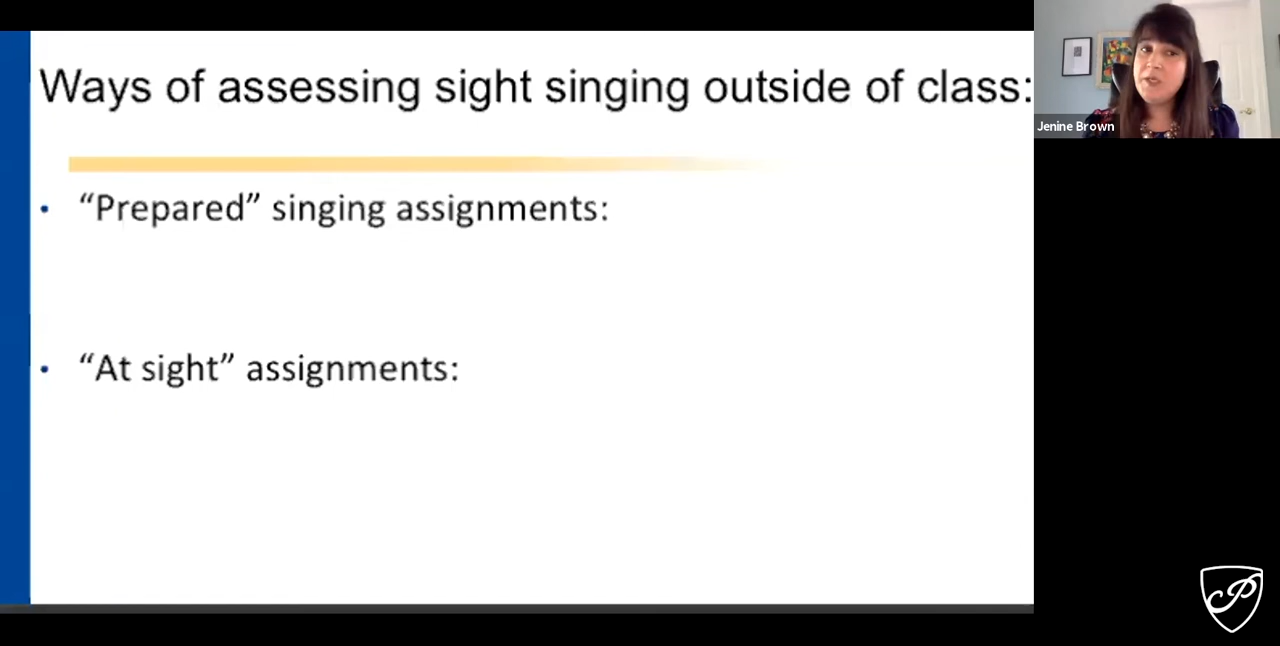 Ways of assessing sight singing outside of class:
Jenine Brown
• “Prepared” singing assignments:
• “At sight” assignments:
P